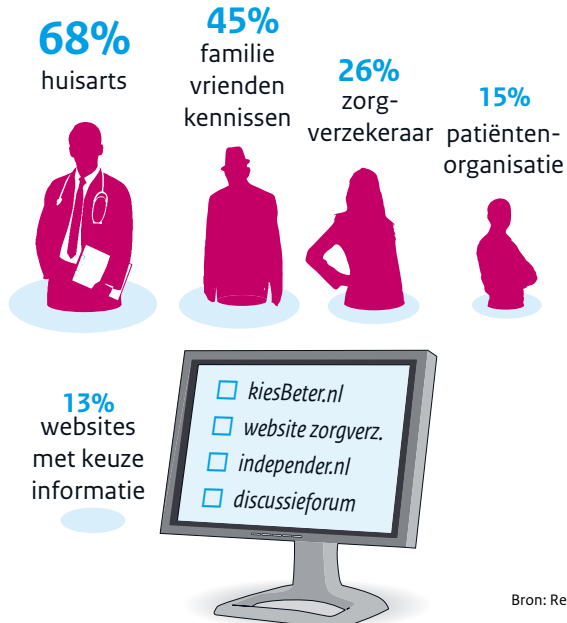 68%
huisarts
45%
familie
vrienden
kennissen
26%
zorg-
verzekeraar
15%
patiënten-
organisatie
13%
websites
met keuze
informatie
kiesBeter.nl
website zorgverz.
independer.nl
discussieforum
Bron: Re